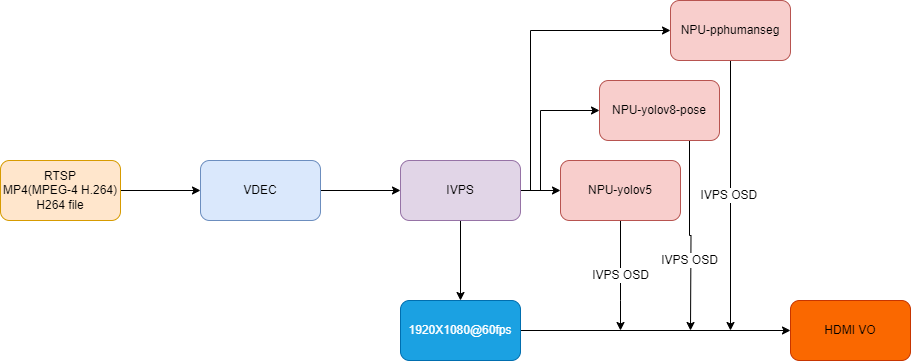 NPU-pphumanseg
NPU-yolov8-pose
RTSP
MP4(MPEG-4 H.264)
H264 file
VDEC
IVPS
NPU-yolov5
IVPS OSD
IVPS OSD
IVPS OSD
1920X1080@60fps
HDMI VO